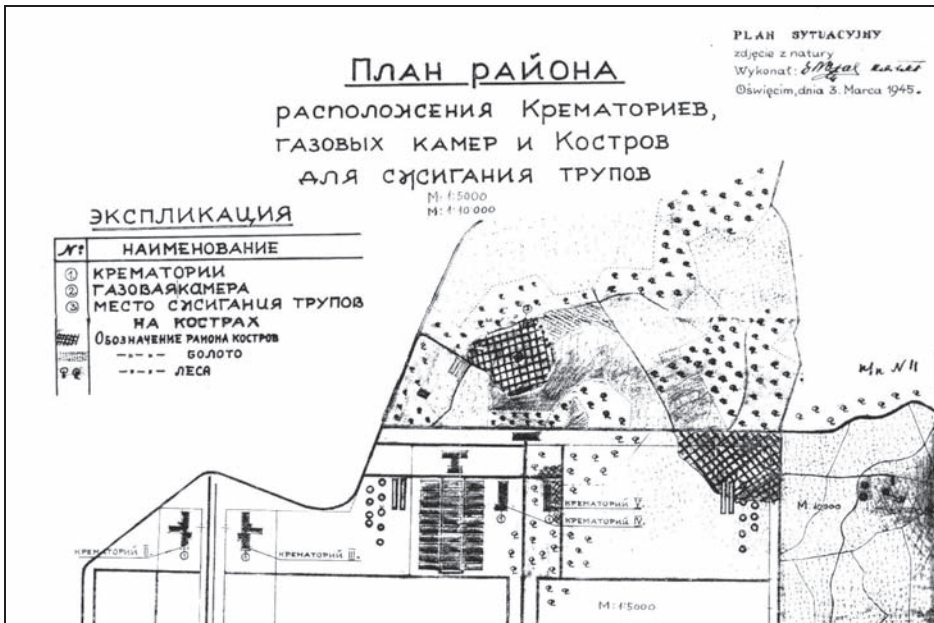 PLAN SYTUACYJNY
zdjęcie z natury
Wykonał:
Oświęcim, dnia 3. Marca 1945.
ПЛАН РАЙОНА
РАСПОЛОЖЕНИЯ КРЕМАТОРИЕВ,
ГАЗОВЫХ КАМЕР И КОСТРОВ
ДЛЯ СЖИГАНИЯ ТРУПОВ
М: 1:5000
М: 1:10 000
ЭКСПЛИКАЦИЯ
№: НАИМЕНОВАНИЕ
① КРЕМАТОРИИ
② ГАЗОВАЯ КАМЕРА
③ МЕСТО СЖИГАНИЯ ТРУПОВ
НА КОСТРАХ
ОБОЗНАЧЕНИЕ РАЙОНА КОСТРОВ
—"—"— БОЛОТО
—"—"— ЛЕСА
КРЕМАТОРИЙ V
КРЕМАТОРИЙ IV.
КРЕМАТОРИЙ II.
КРЕМАТОРИЙ III.
М 10000
М: 1:5000